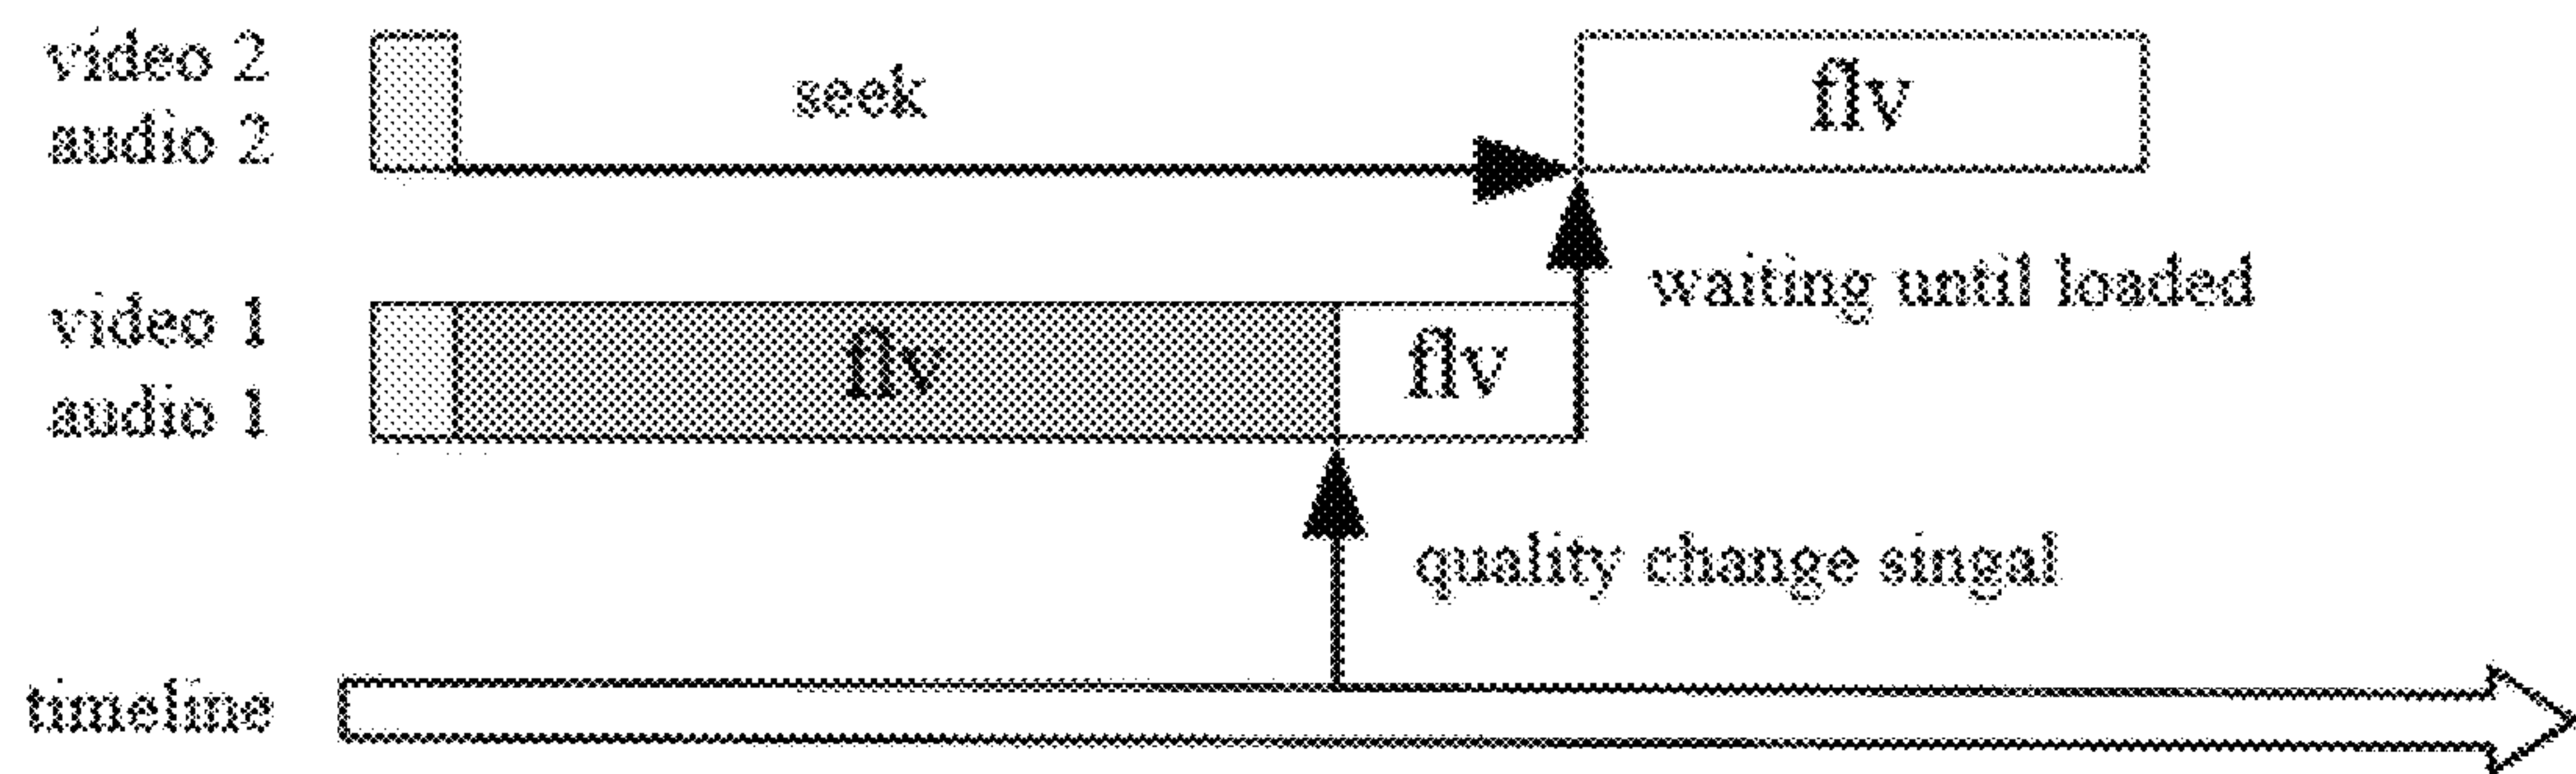 video 2
audio 2
seek
flv
waiting until loaded
video 1
audio 1
flv
flv
quality change singal
timeline